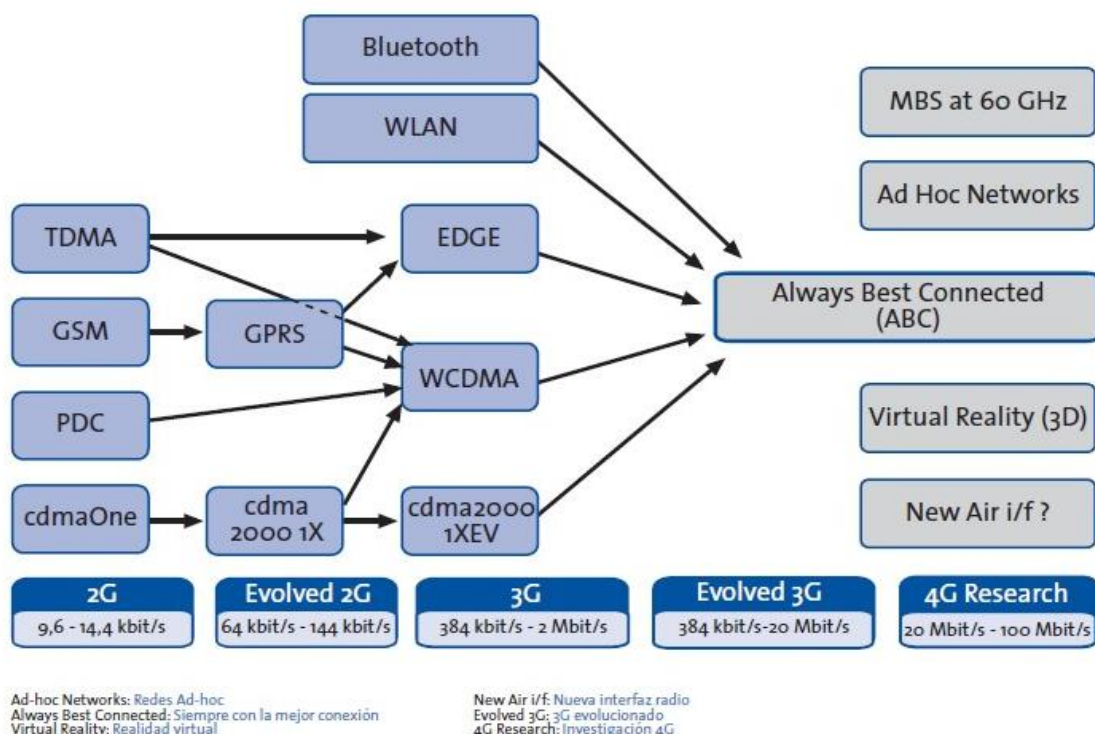 Bluetooth
WLAN
MBS at 60 GHz
Ad Hoc Networks
TDMA
EDGE
Always Best Connected
(ABC)
GSM
GPRS
WCDMA
PDC
Virtual Reality (3D)
cdmaOne
cdma
2000 1X
cdma2000
1XEV
New Air i/f ?
2G
9,6 - 14,4 kbit/s
Evolved 2G
64 kbit/s - 144 kbit/s
3G
384 kbit/s - 2 Mbit/s
Evolved 3G
384 kbit/s-20 Mbit/s
4G Research
20 Mbit/s - 100 Mbit/s
Ad-hoc Networks: Redes Ad-hoc
Always Best Connected: Siempre con la mejor conexión
Virtual Reality: Realidad virtual
New Air i/f: Nueva interfaz radio
Evolved 3G: 3G evolucionado
4G Research: Investigación 4G